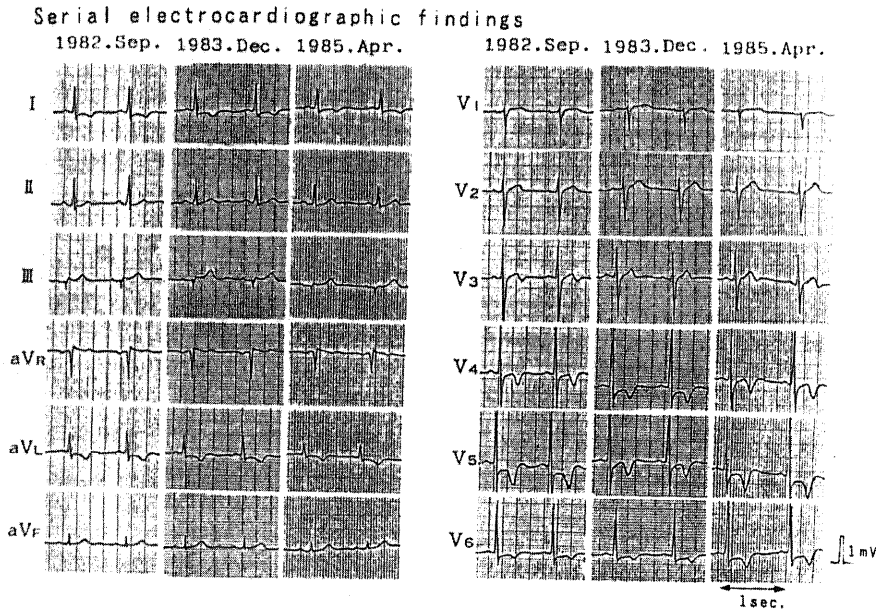 Serial electrocardiographic findings
1982.Sep. 1983.Dec. 1985.Apr.
I
II
III
aVR
aVL
aVF
1982.Sep. 1983.Dec. 1985.Apr.
V1
V2
V3
V4
V5
V6
1mV
1sec.